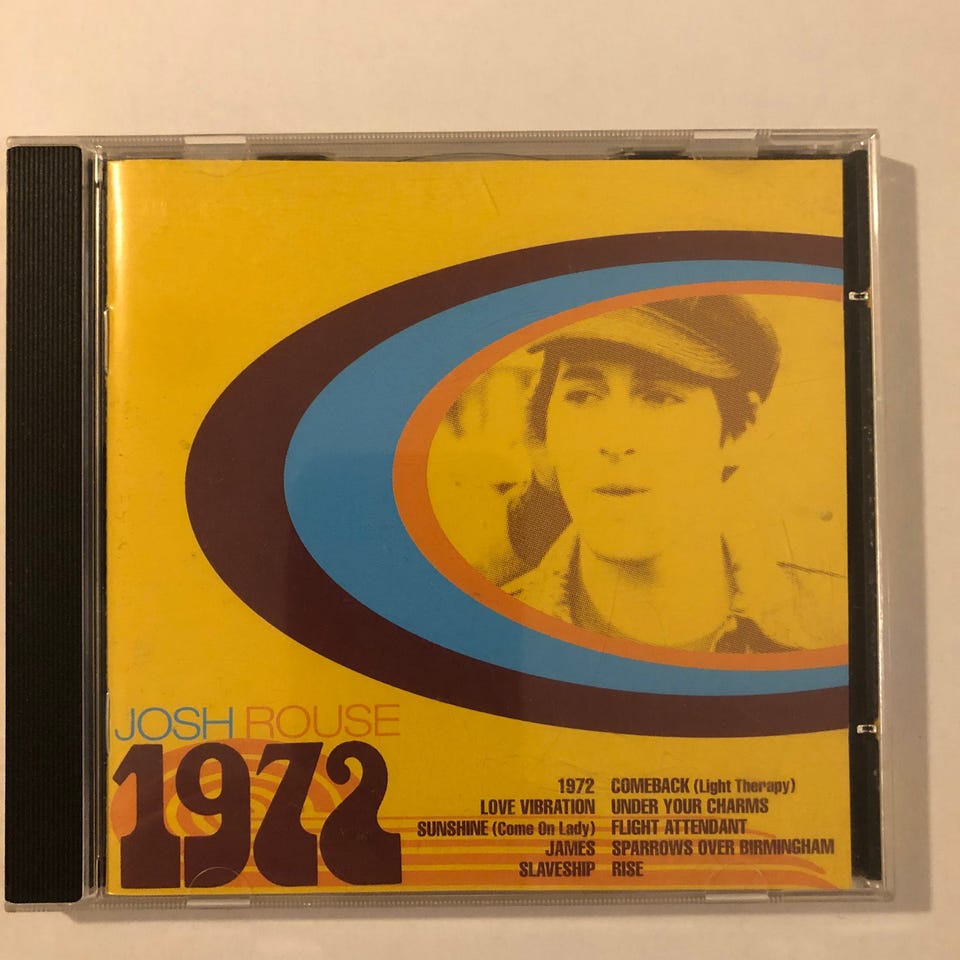 JOSH ROUSE
1972
1972 COMEBACK (Light Therapy)
LOVE VIBRATION UNDER YOUR CHARMS
SUNSHINE (Come On Lady) FLIGHT ATTENDANT
JAMES SPARROWS OVER BIRMINGHAM
SLAVESHIP RISE